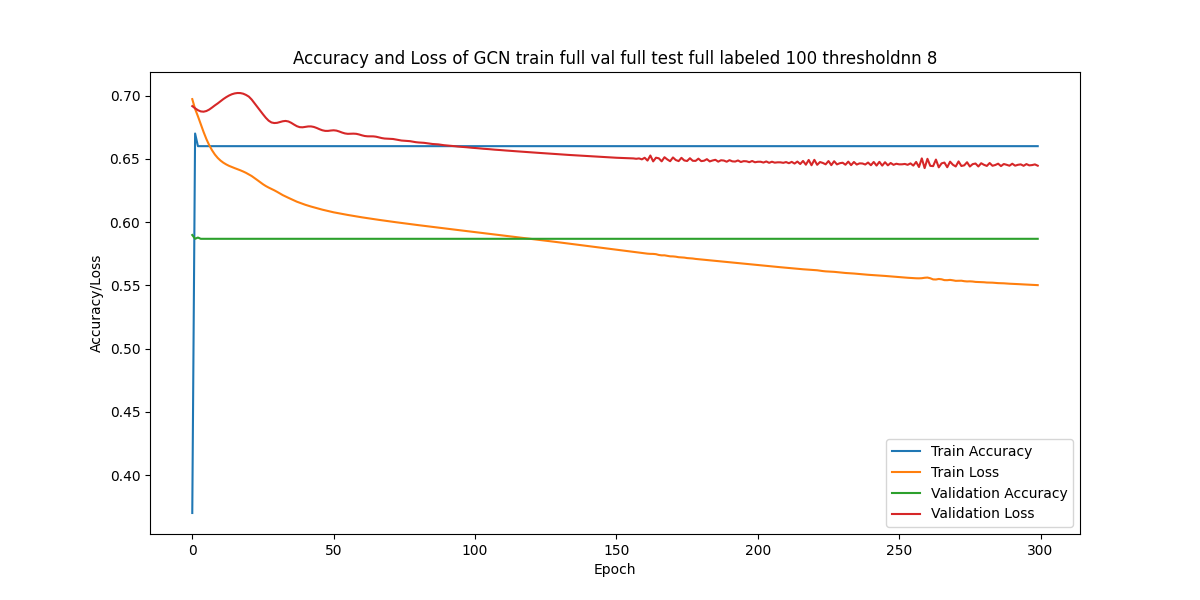 Accuracy and Loss of GCN train full val full test full labeled 100 thresholdnn 8
Accuracy/Loss
0.70
0.65
0.60
0.55
0.50
0.45
0.40
0
50
100
150
200
250
300
Epoch
Train Accuracy
Train Loss
Validation Accuracy
Validation Loss